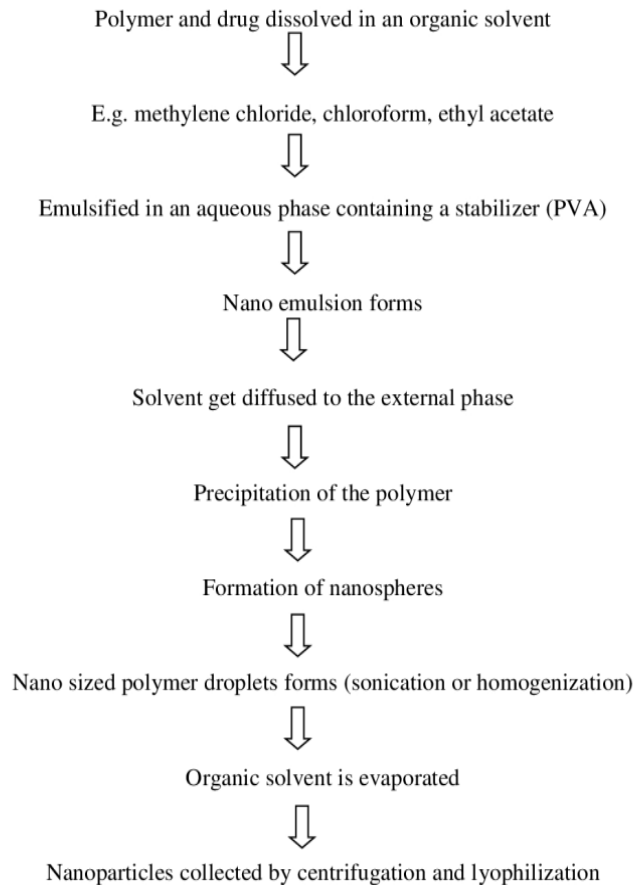 Polymer and drug dissolved in an organic solvent
E.g. methylene chloride, chloroform, ethyl acetate
Emulsified in an aqueous phase containing a stabilizer (PVA)
Nano emulsion forms
Solvent get diffused to the external phase
Precipitation of the polymer
Formation of nanospheres
Nano sized polymer droplets forms (sonication or homogenization)
Organic solvent is evaporated
Nanoparticles collected by centrifugation and lyophilization